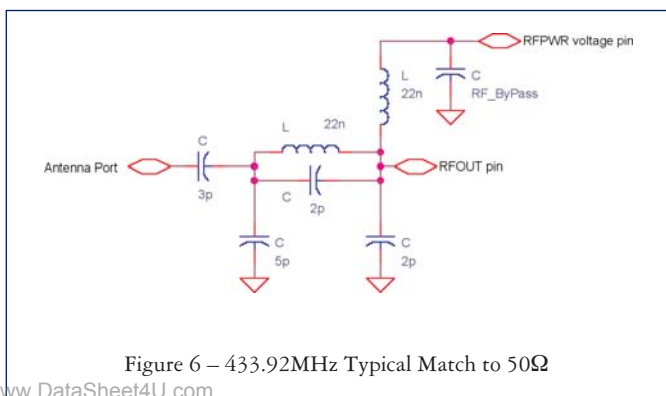 RFPWR voltage pin
L
22n
C
RF_ByPass
L 22n
C
Antenna Port
RFOUT pin
3p
C
2p
C
5p
C
2p
Figure 6 – 433.92MHz Typical Match to 50Ω
ww.DataSheet4U.com